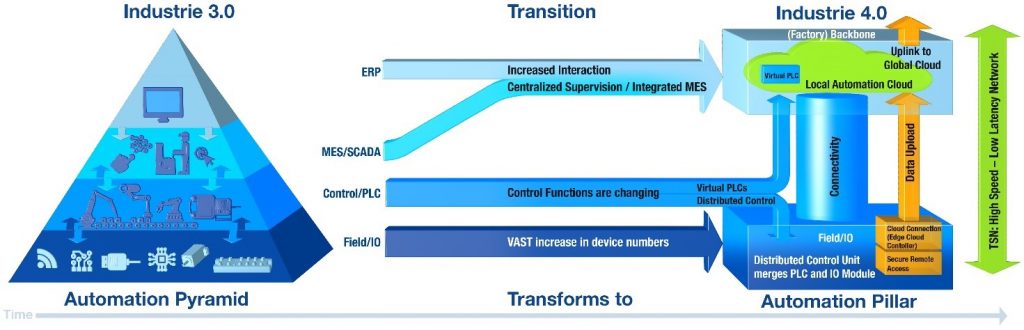 Industrie 3.0
Transition
Industrie 4.0
(Factory) Backbone
Uplink to
Global Cloud
ERP
Increased Interaction
Virtual PLC
Centralized Supervision / Integrated MES
Local Automation Cloud
MES/SCADA
Connectivity
Data Upload
TSN: High Speed – Low Latency Network
Control/PLC
Control Functions are changing
Virtual PLCs
Distributed Control
Field/IO
VAST increase in device numbers
Field/IO
Cloud Connection
(Edge Cloud
Contoller)
Distributed Control Unit
merges PLC and IO Module
Secure Remote
Access
Automation Pyramid
Transforms to
Automation Pillar
Time